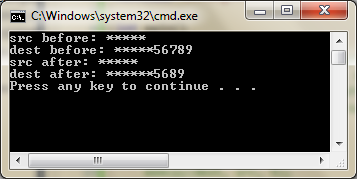 C:\Windows\system32\cmd.exe
src before: *****
dest before: ******56789
src after: *****
dest after: ******5689
Press any key to continue . . .